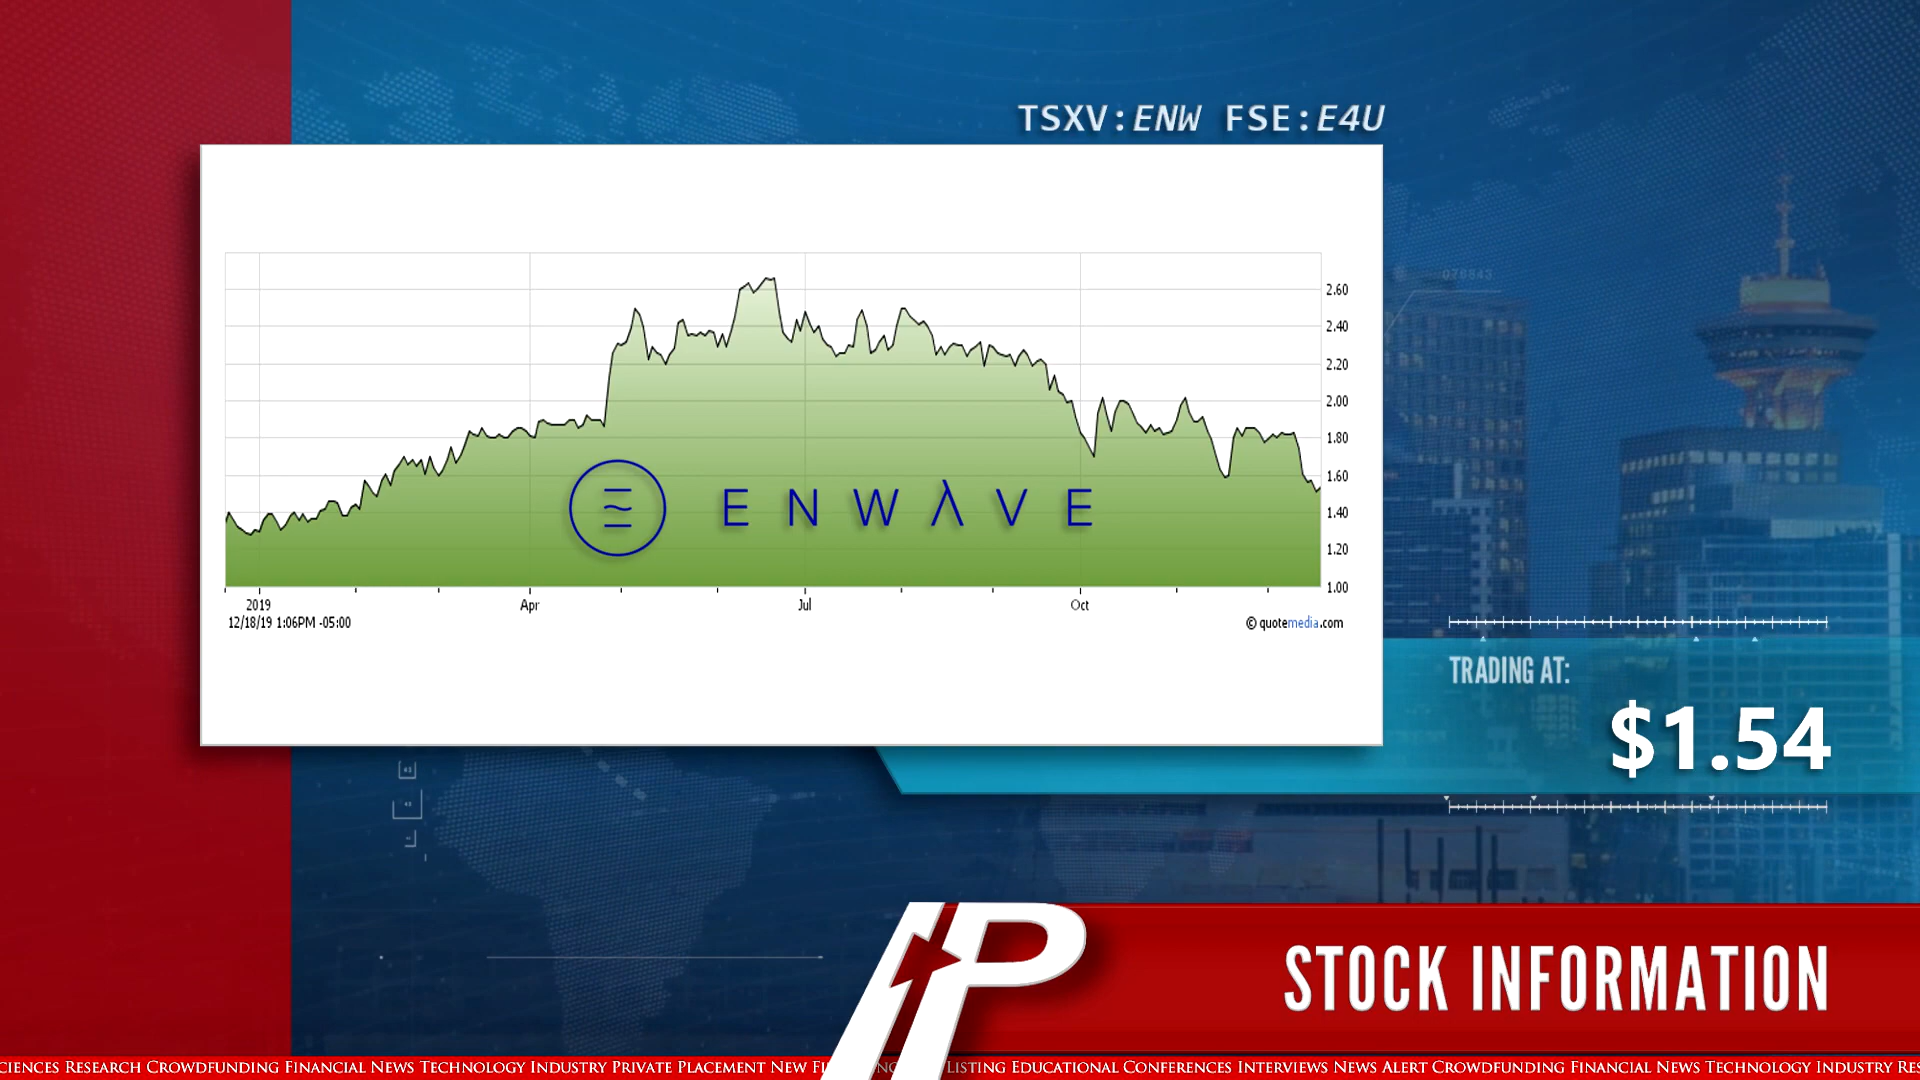 TSXV:ENW FSE:E4U
2.60
2.40
2.20
2.00
1.80
1.60
1.40
1.20
1.00
ENWΛVE
2019 Apr Jul Oct
12/18/19 1:06PM -05:00
© quotemedia.com
076843
TRADING AT:
$1.54
IP
STOCK INFORMATION
CIENCES RESEARCH CROWDFUNDING FINANCIAL NEWS TECHNOLOGY INDUSTRY PRIVATE PLACEMENT NEW LISTING EDUCATIONAL CONFERENCES INTERVIEWS NEWS ALERT CROWDFUNDING FINANCIAL NEWS TECHNOLOGY INDUSTRY